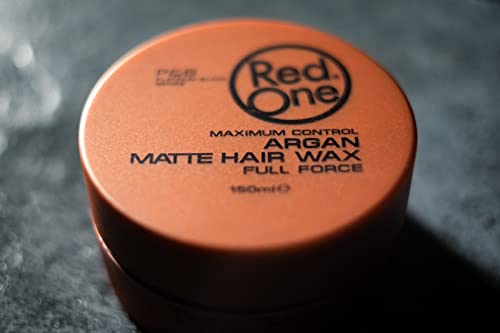 Red
One
MAXIMUM CONTROL
ARGAN
MATTE HAIR WAX
FULL FORCE
150ml e